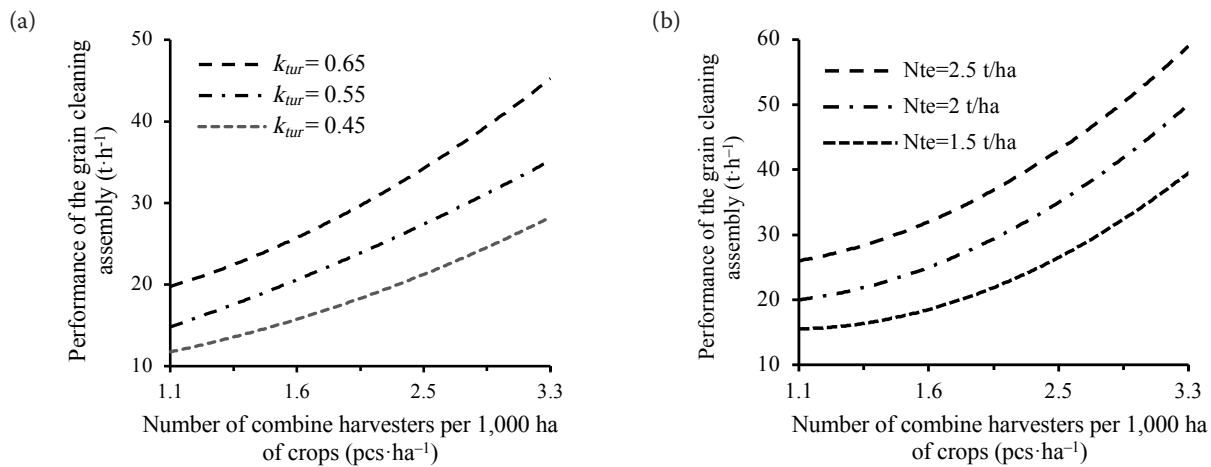 (a)
Performance of the grain cleaning
assembly (t·h⁻¹)
50
40
30
20
10
k_tur = 0.65
k_tur = 0.55
k_tur = 0.45
1.1 1.6 2.5 3.3
Number of combine harvesters per 1,000 ha
of crops (pcs·ha⁻¹)
(b)
Performance of the grain cleaning
assembly (t·h⁻¹)
60
50
40
30
20
10
Nte=2.5 t/ha
Nte=2 t/ha
Nte=1.5 t/ha
1.1 1.6 2.5 3.3
Number of combine harvesters per 1,000 ha
of crops (pcs·ha⁻¹)